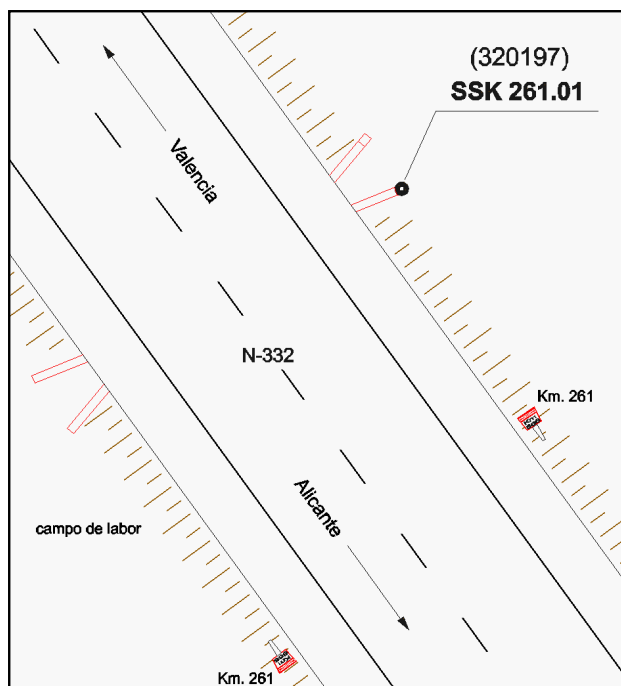 (320197)
SSK 261.01
Valencia
N-332
Km. 261
Alicante
campo de labor
Km. 261